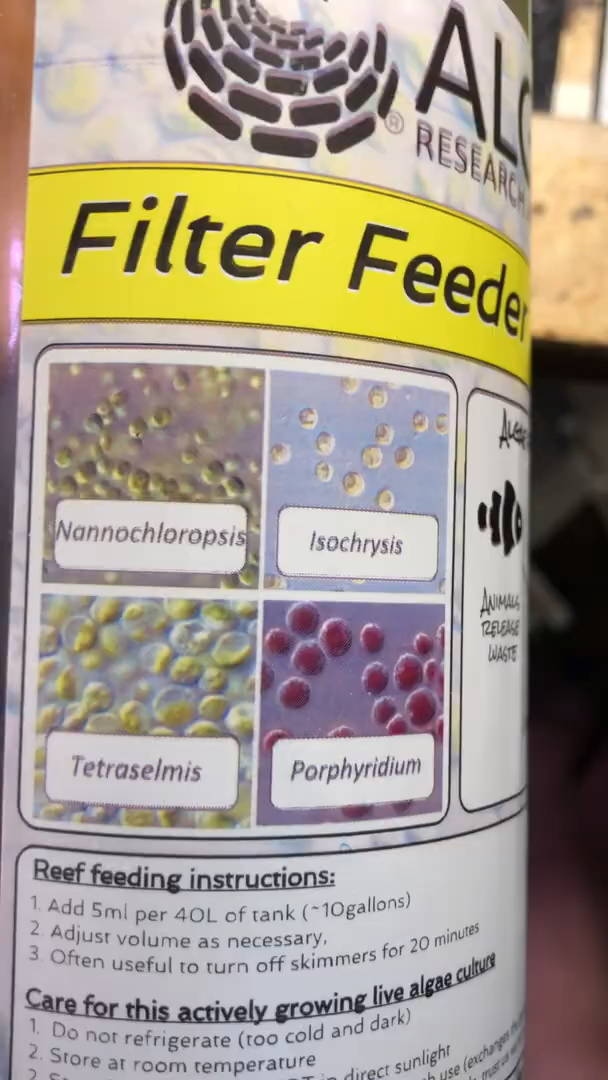 RESEARCH
Filter Feeder
Nannochloropsis
Isochrysis
Tetraselmis
Porphyridium
ANIMALS
RELEASE
WASTE
Reef feeding instructions:
1. Add 5ml per 40L of tank (~10gallons)
2. Adjust volume as necessary,
3. Often useful to turn off skimmers for 20 minutes
Care for this actively growing live algae culture
1. Do not refrigerate (too cold and dark)
2. Store at room temperature
direct sunlight
use (exchanges